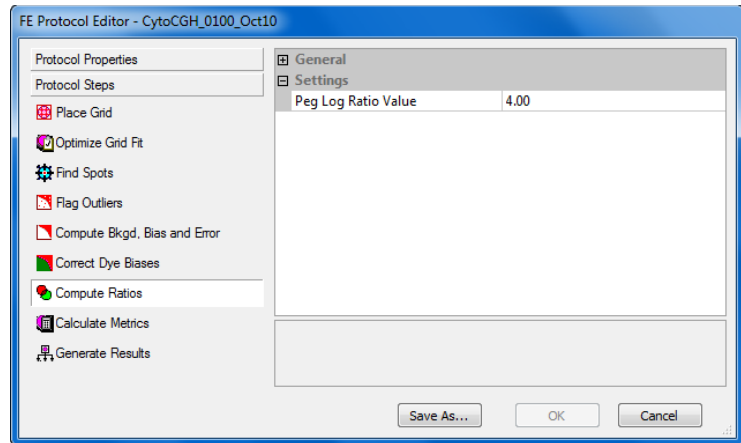 FE Protocol Editor - CytoCGH_0100_Oct10
Protocol Properties
Protocol Steps
Place Grid
Optimize Grid Fit
Find Spots
Flag Outliers
Compute Bkgd, Bias and Error
Correct Dye Biases
Compute Ratios
Calculate Metrics
Generate Results
General
Settings
Peg Log Ratio Value 4.00
Save As... OK Cancel